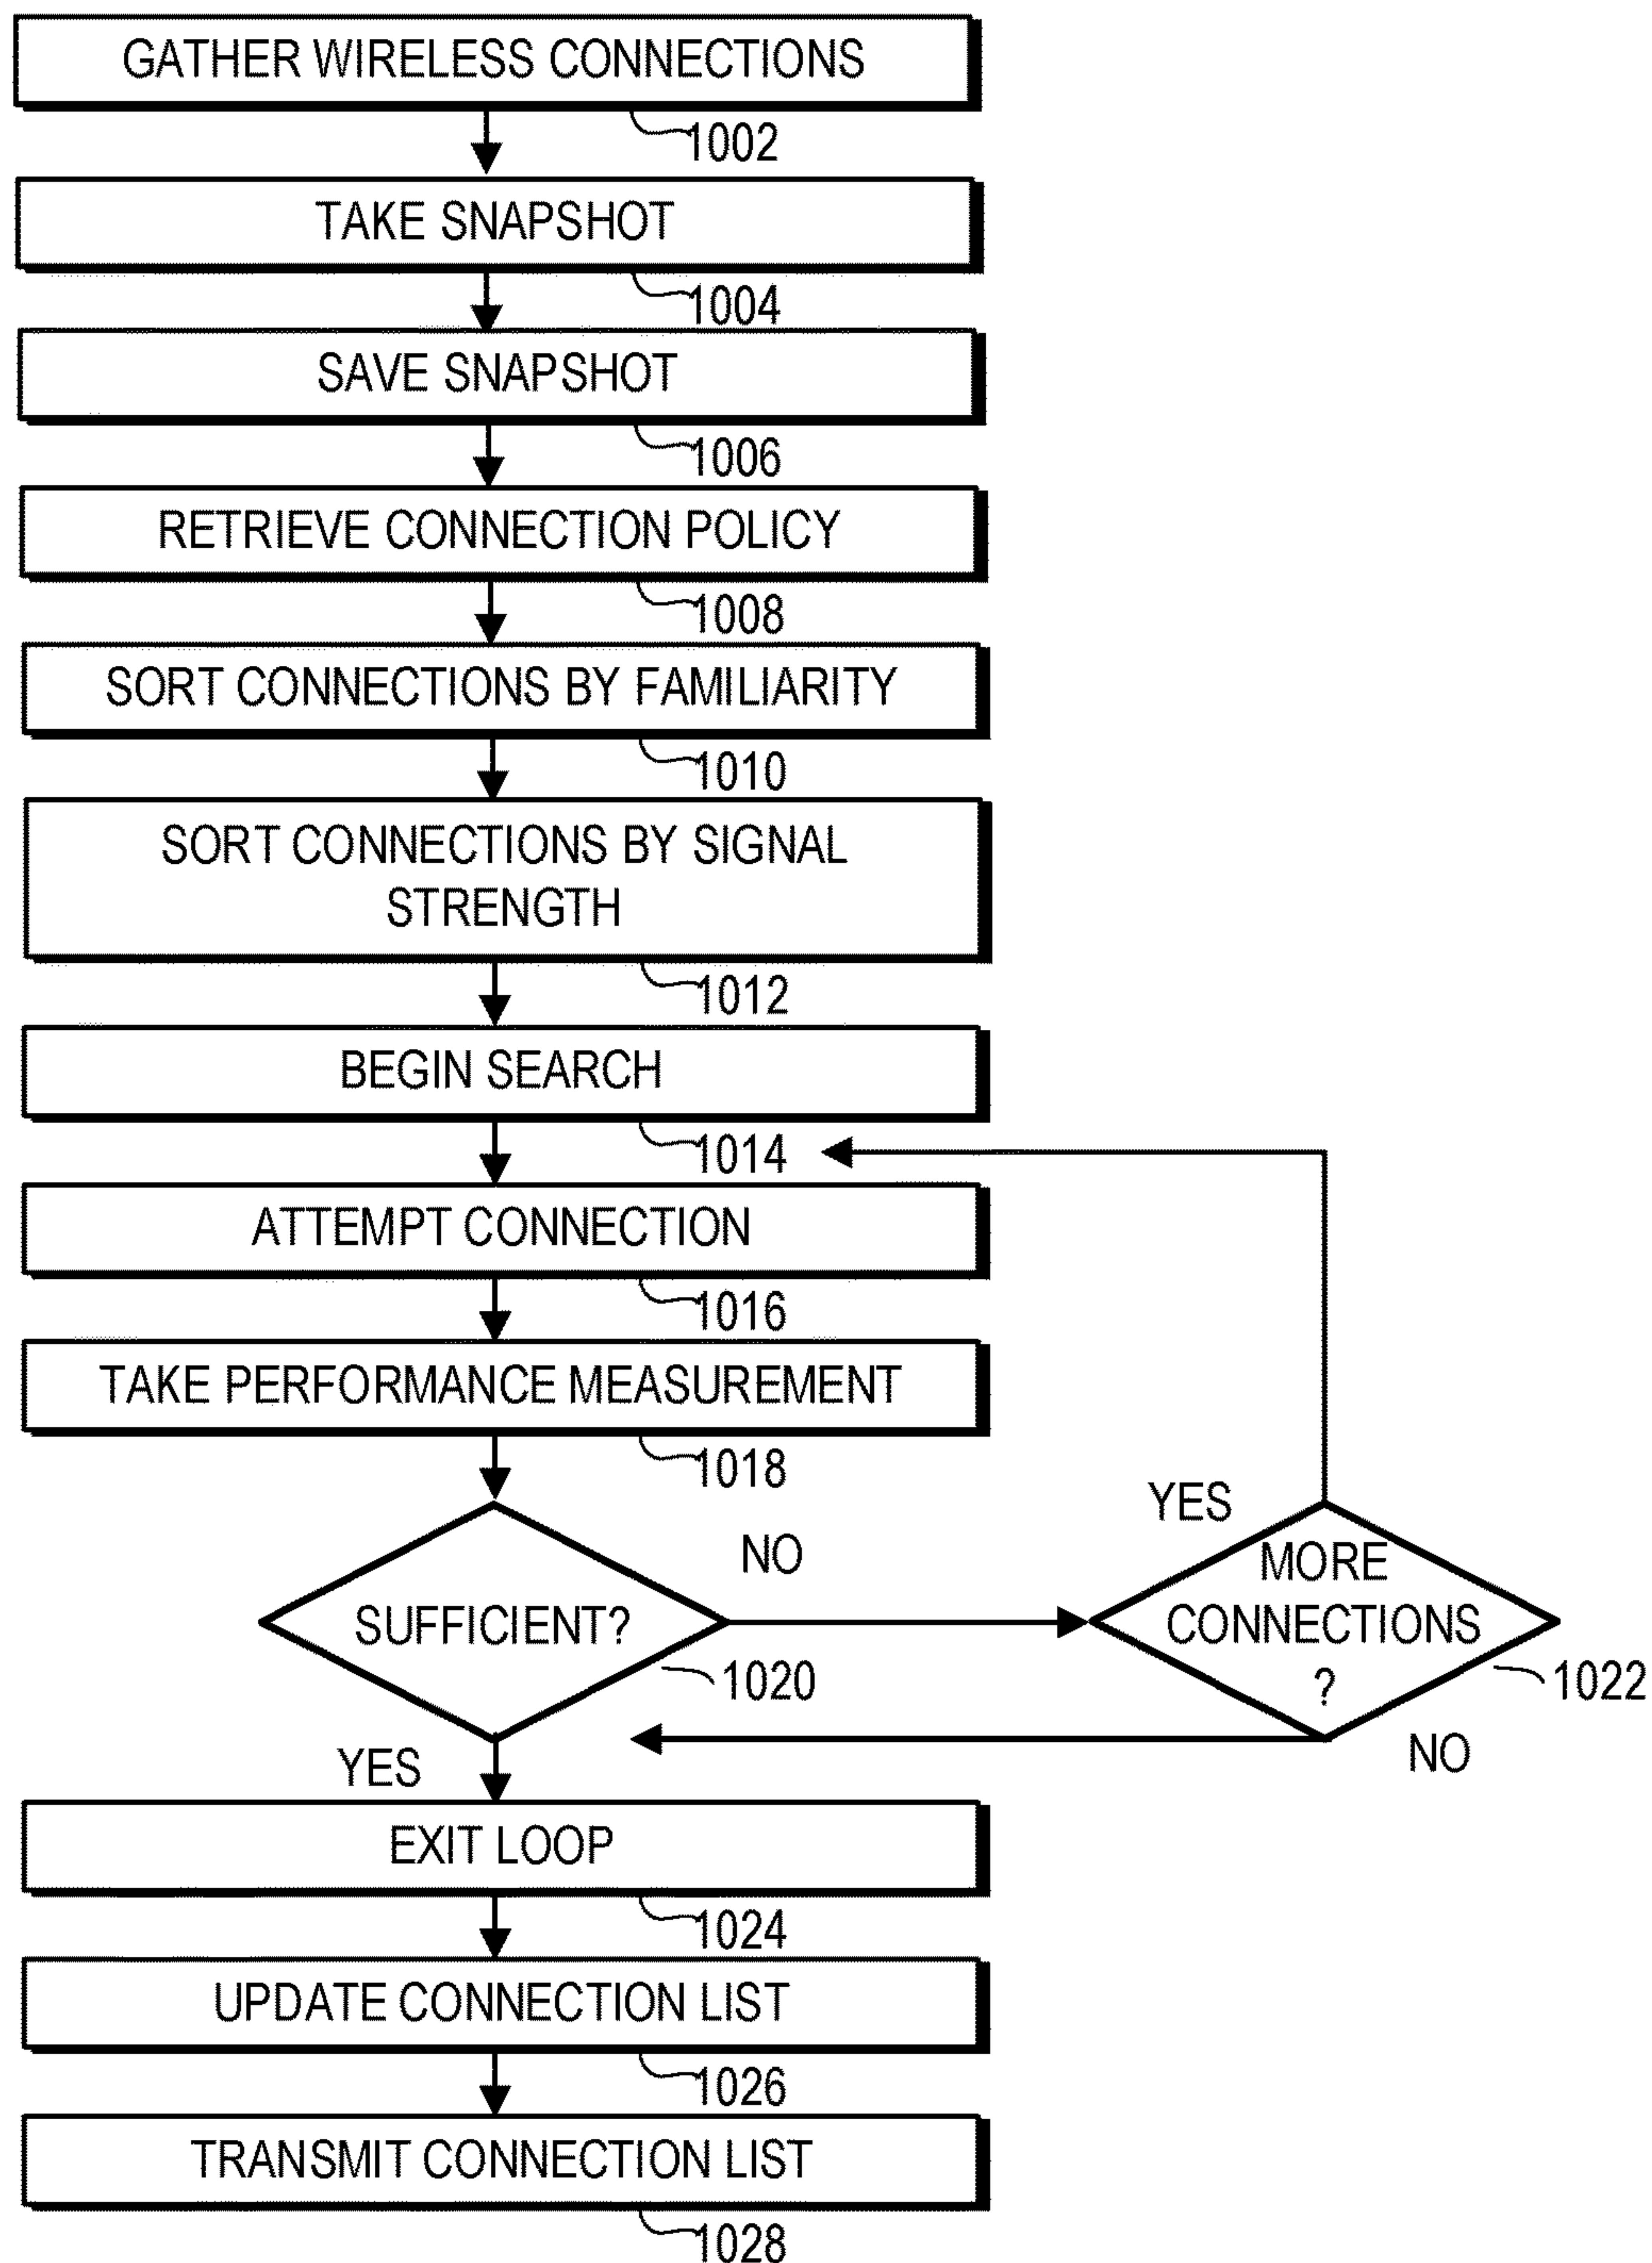 GATHER WIRELESS CONNECTIONS
1002
TAKE SNAPSHOT
1004
SAVE SNAPSHOT
1006
RETRIEVE CONNECTION POLICY
1008
SORT CONNECTIONS BY FAMILIARITY
1010
SORT CONNECTIONS BY SIGNAL
STRENGTH
1012
BEGIN SEARCH
1014
ATTEMPT CONNECTION
1016
TAKE PERFORMANCE MEASUREMENT
1018
SUFFICIENT?
1020
NO
YES
MORE
CONNECTIONS
?
1022
YES
NO
EXIT LOOP
1024
UPDATE CONNECTION LIST
1026
TRANSMIT CONNECTION LIST
1028